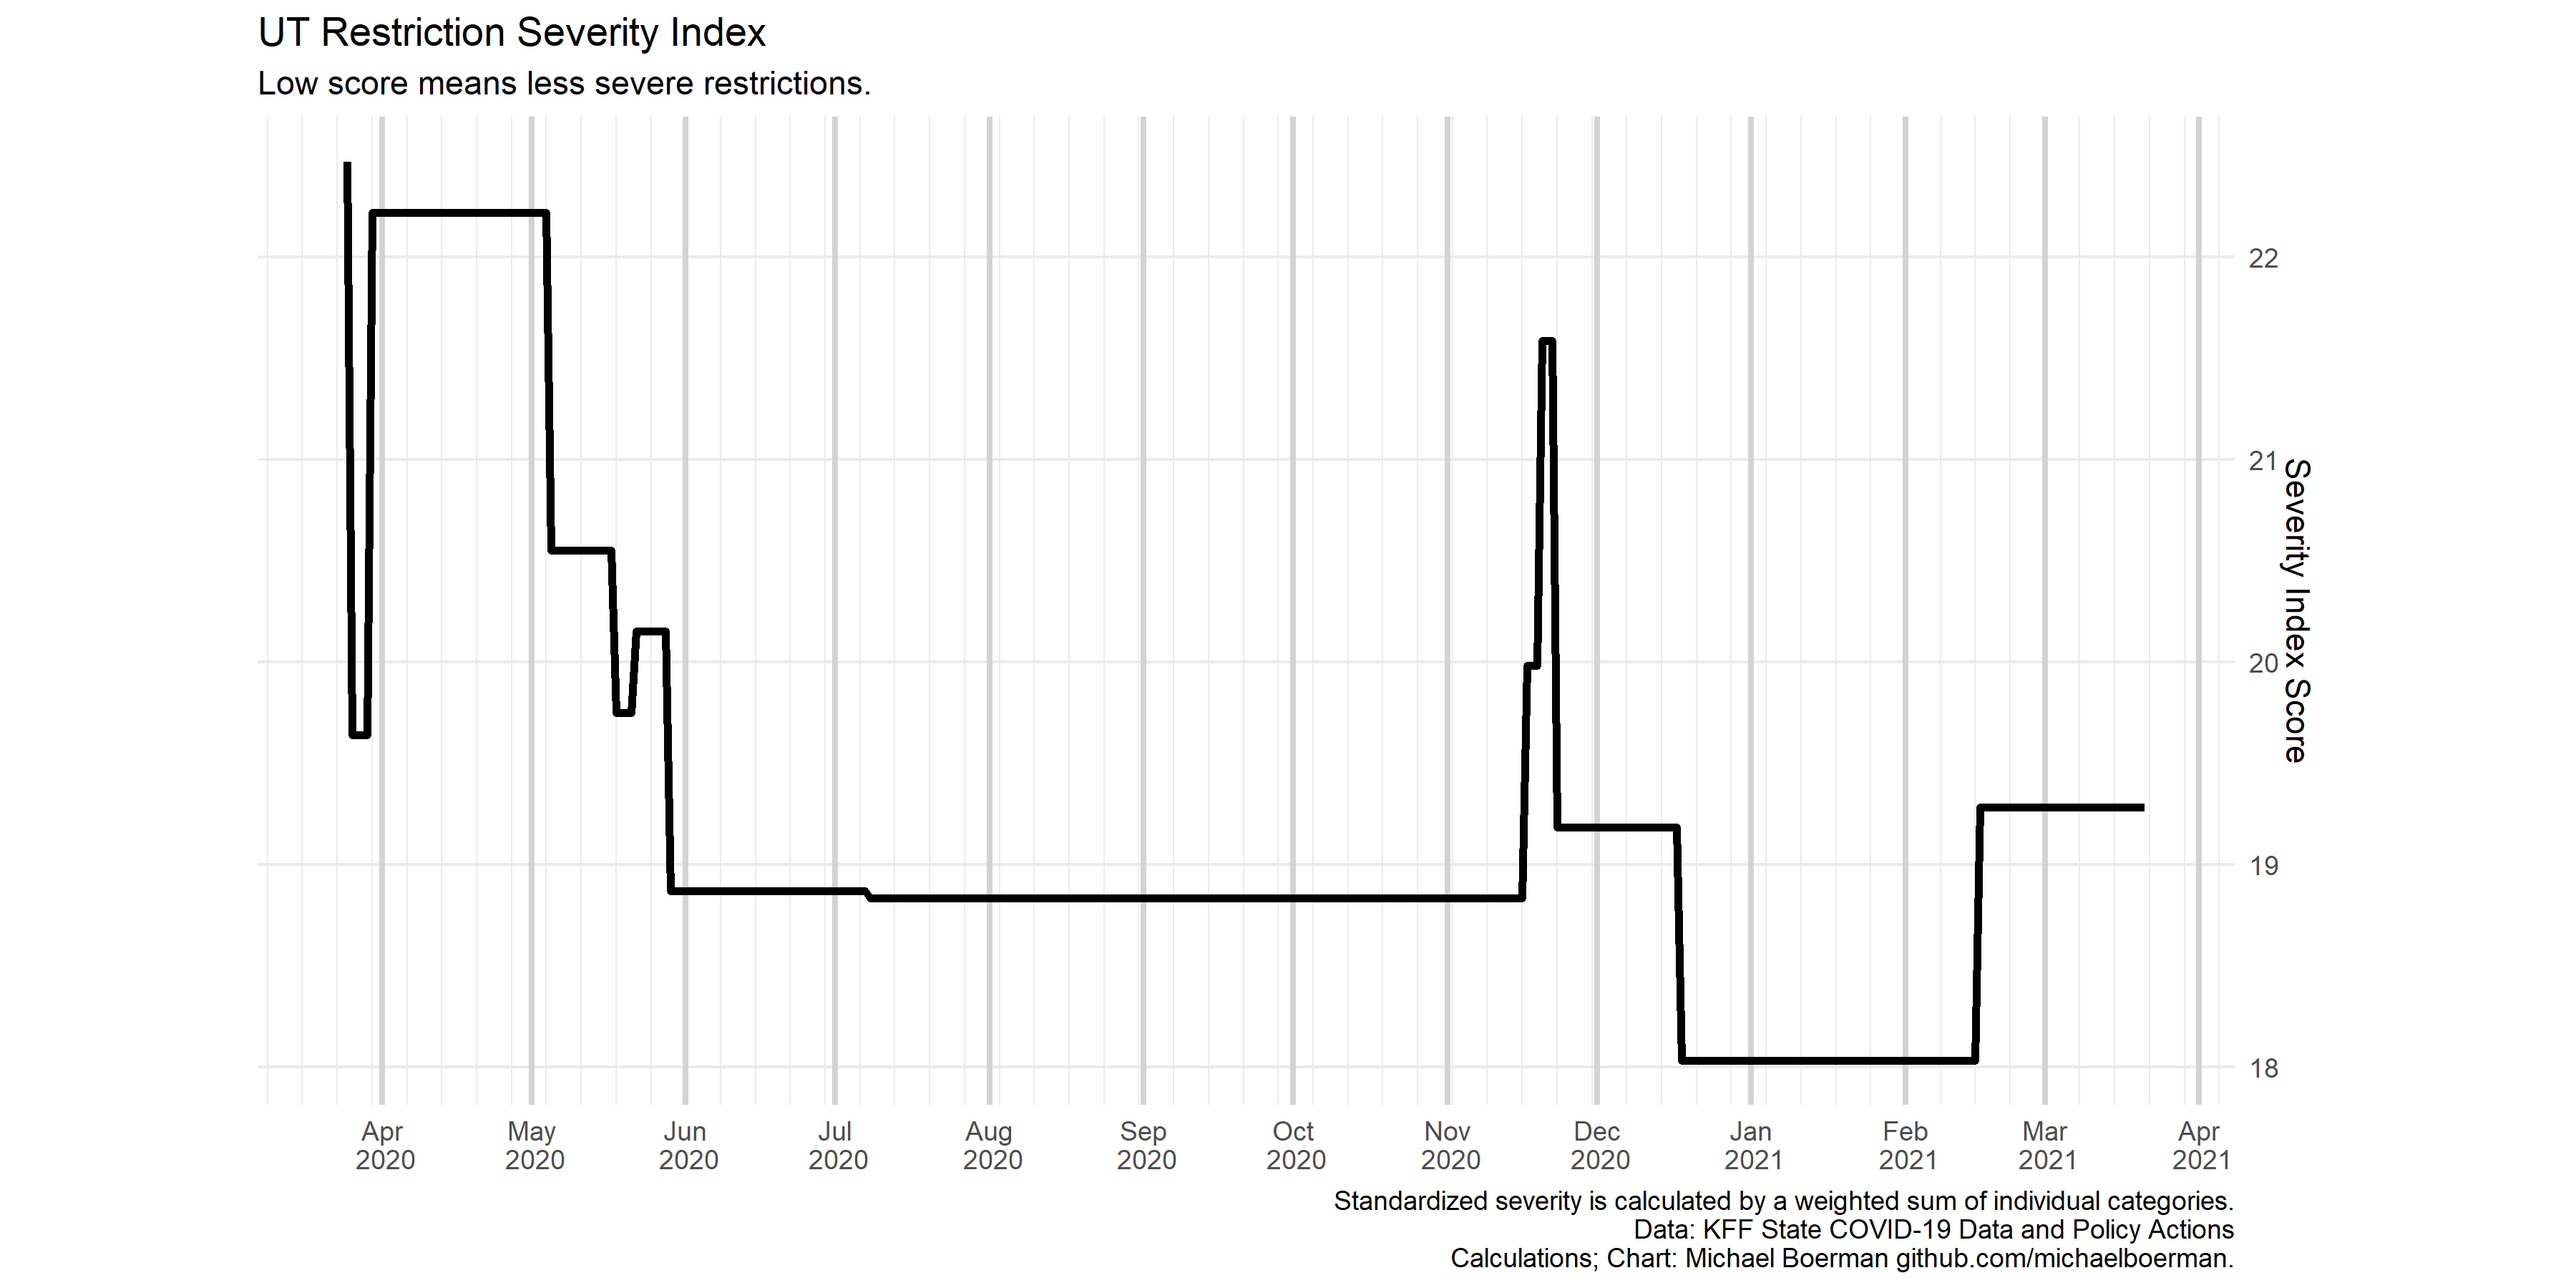 UT Restriction Severity Index
Low score means less severe restrictions.
22
21
20
19
18
Severity Index Score
Apr 2020
May 2020
Jun 2020
Jul 2020
Aug 2020
Sep 2020
Oct 2020
Nov 2020
Dec 2020
Jan 2021
Feb 2021
Mar 2021
Apr 2021
Standardized severity is calculated by a weighted sum of individual categories.
Data: KFF State COVID-19 Data and Policy Actions
Calculations; Chart: Michael Boerman github.com/michaelboerman.